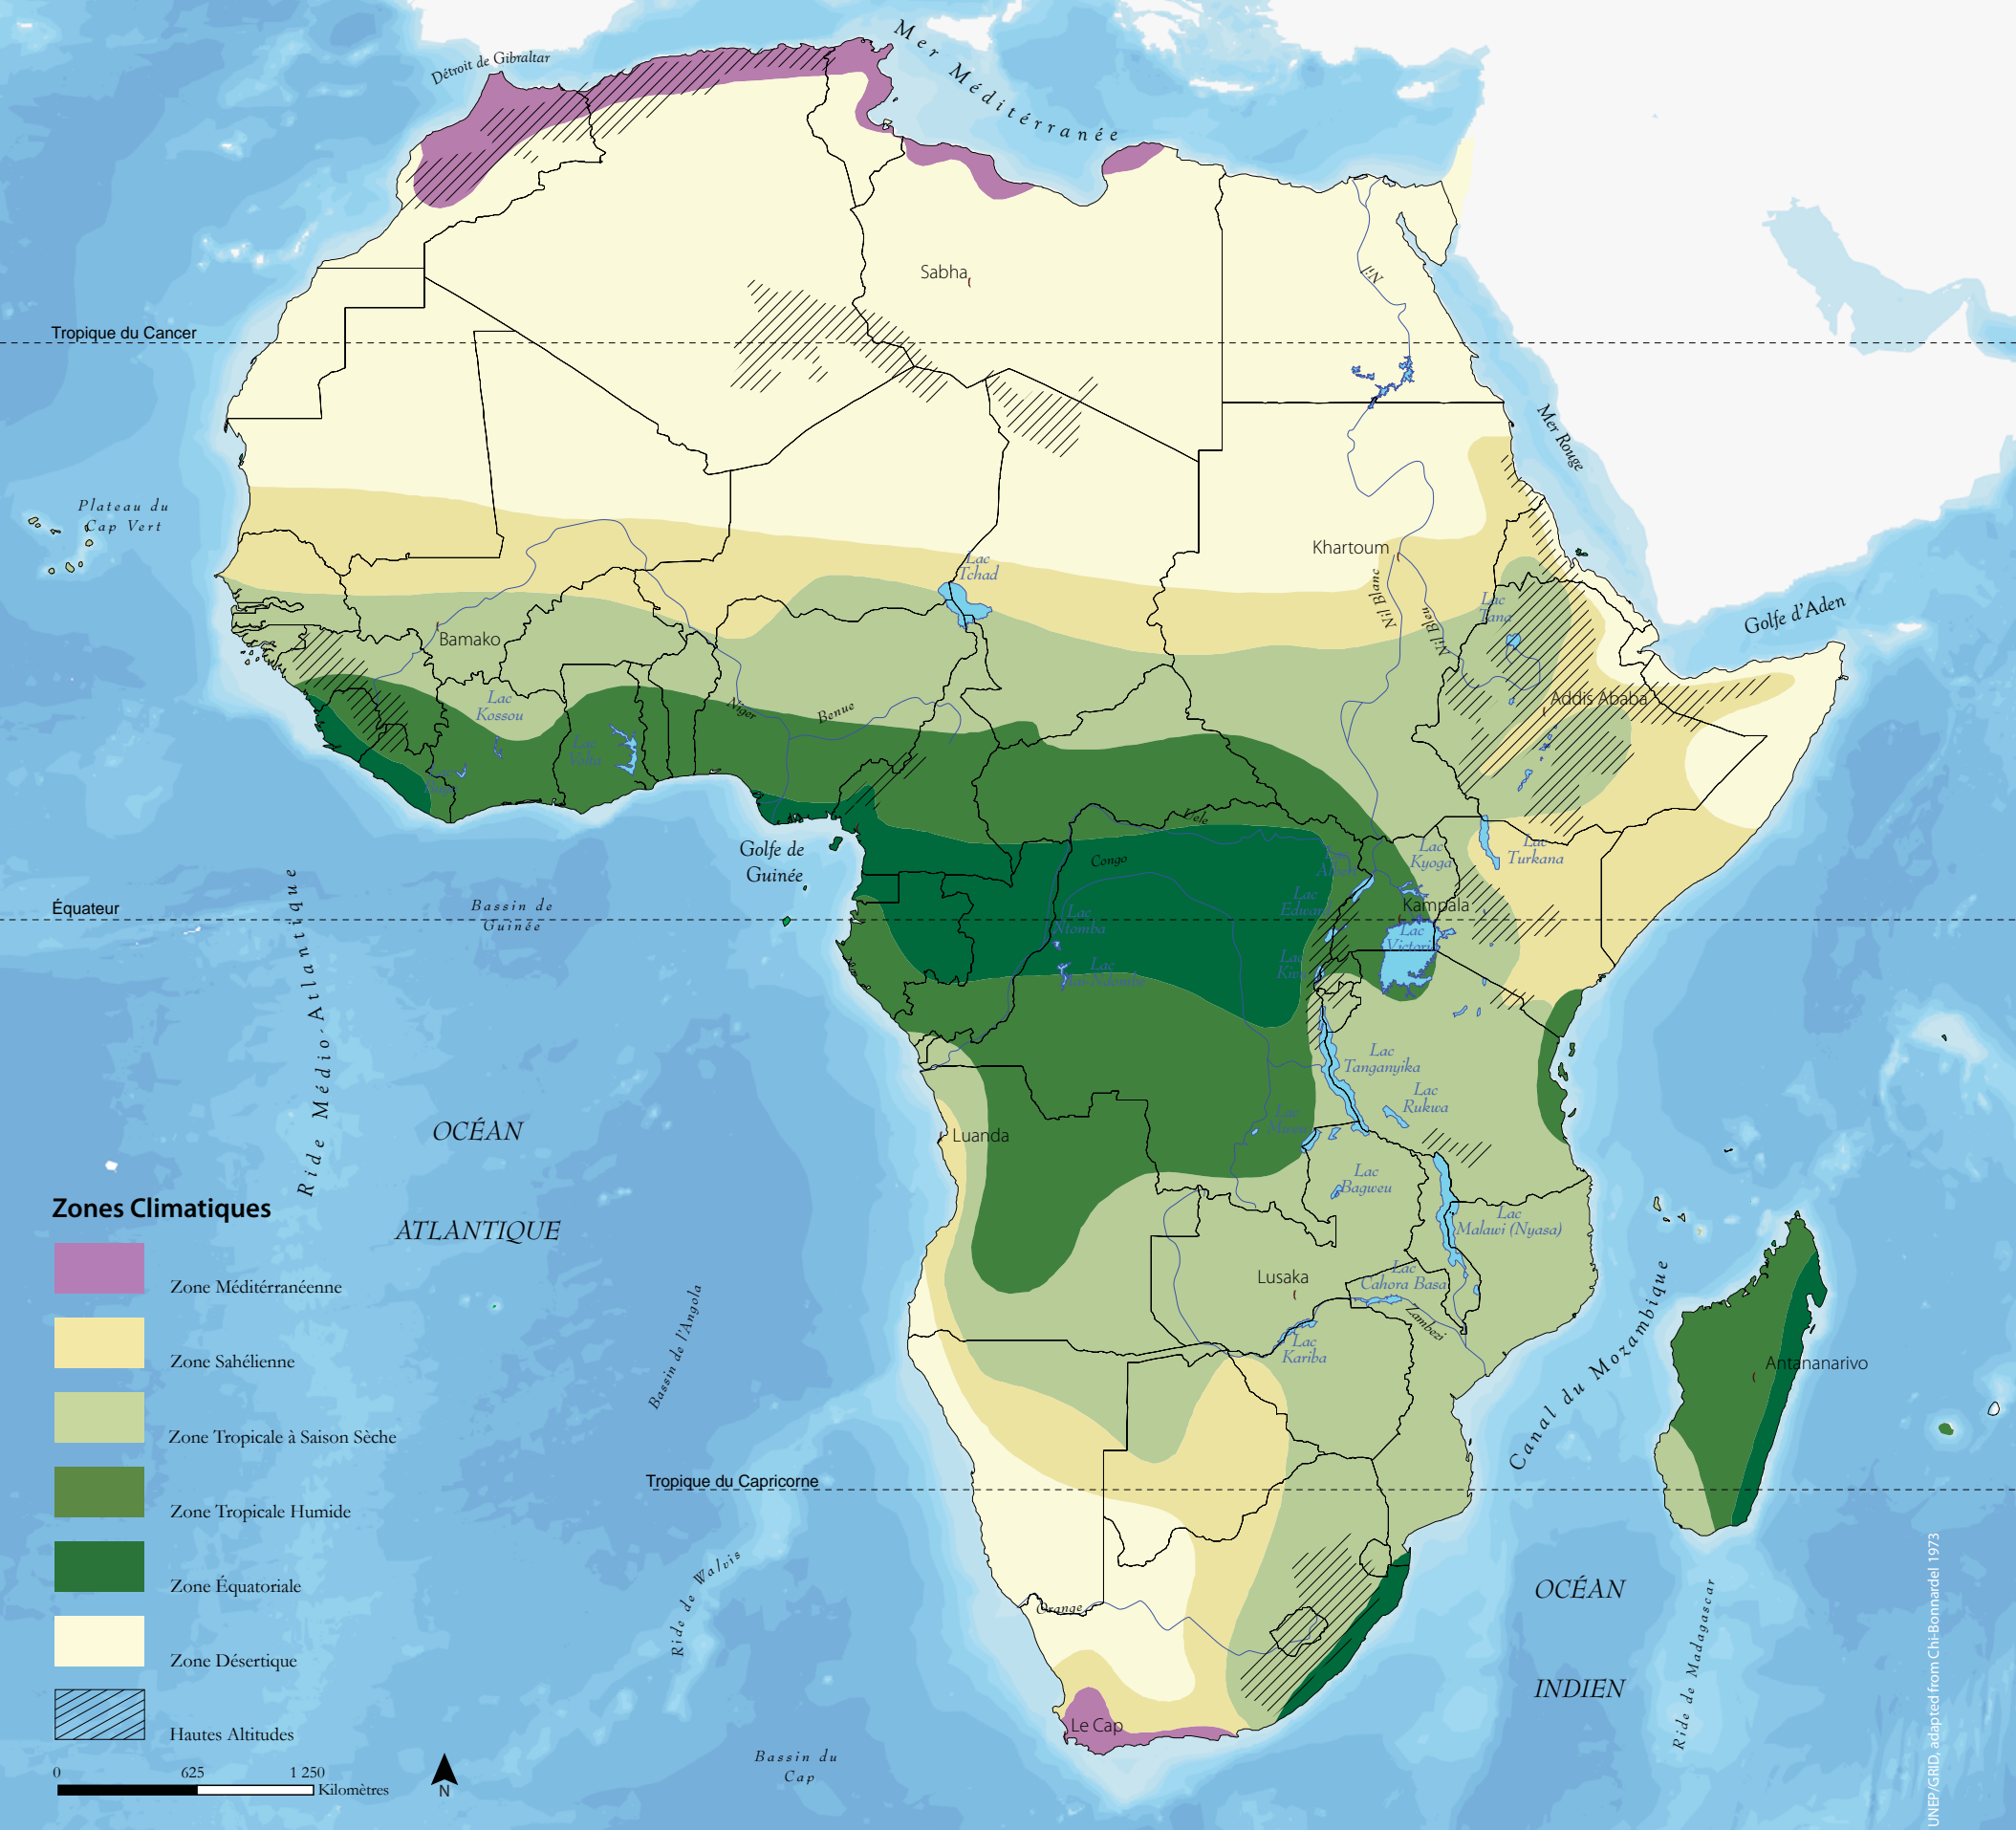 Détroit de Gibraltar
Mer Méditérranée
Sabha
Nil
Tropique du Cancer
Mer Rouge
Plateau du
Cap Vert
Khartoum
Lac
Tchad
Nil Blanc
Nil Bleu
Lac
Tana
Golfe d'Aden
Bamako
Lac
Kossou
Niger
Benue
Addis Ababa
Lac
Volta
Uele
Golfe de
Guinée
Congo
Lac
Kyoga
Lac
Turkana
Lac
Équateur
Bassin de
Guinée
Lac
Edward
Kampala
Lac
Ntomba
Lac
Victoria
Lac
Kivu
Lac
Ride Médio-Atlantique
Lac
Tanganyika
Lac
Rukwa
OCÉAN
Luanda
Lac
Lac
Bagweu
ATLANTIQUE
Lac
Malawi (Nyasa)
Lusaka
Lac
Cahora Basa
Zambezi
Lac
Kariba
Bassin de l'Angola
Canal du Mozambique
Antananarivo
Tropique du Capricorne
Ride de Walvis
Orange
OCÉAN
INDIEN
Ride de Madagascar
Le Cap
Bassin du
Cap
Zones Climatiques
Zone Méditérranéenne
Zone Sahélienne
Zone Tropicale à Saison Sèche
Zone Tropicale Humide
Zone Équatoriale
Zone Désertique
Hautes Altitudes
0 625 1 250
Kilomètres
N
UNEP/GRID, adapted from Chi-Bonnardel 1973